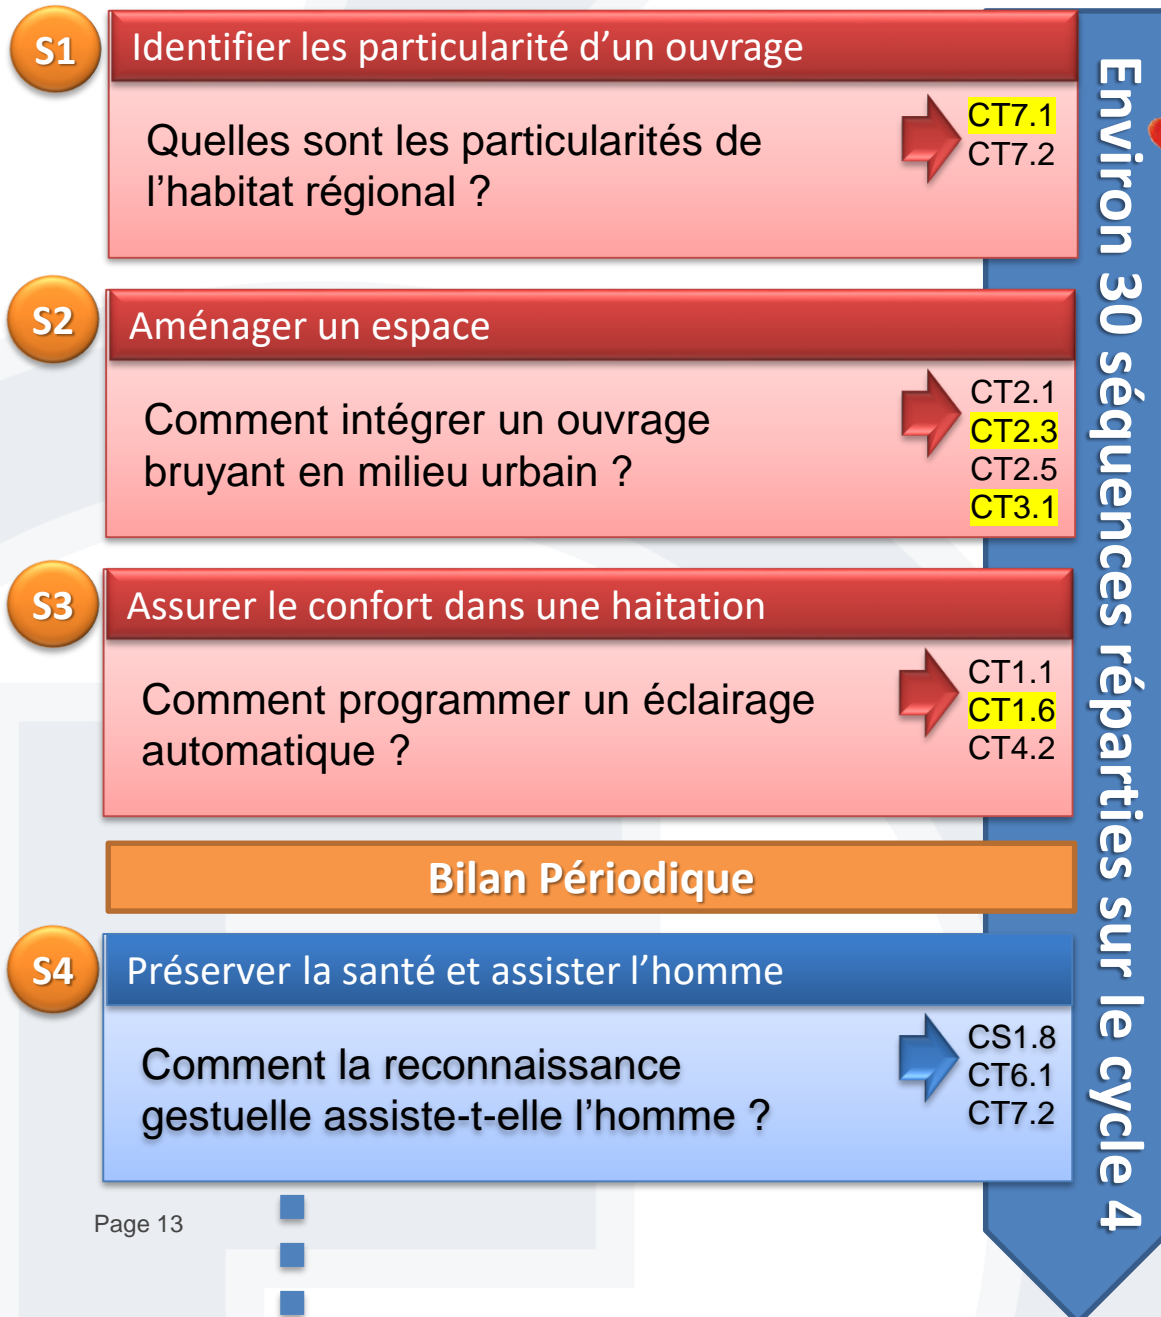 S1
Identifier les particularité d’un ouvrage
Quelles sont les particularités de
l’habitat régional ?
CT7.1
CT7.2
S2
Aménager un espace
Comment intégrer un ouvrage
bruyant en milieu urbain ?
CT2.1
CT2.3
CT2.5
CT3.1
S3
Assurer le confort dans une haitation
Comment programmer un éclairage
automatique ?
CT1.1
CT1.6
CT4.2
Bilan Périodique
S4
Préserver la santé et assister l’homme
Comment la reconnaissance
gestuelle assiste-t-elle l’homme ?
CS1.8
CT6.1
CT7.2
Environ 30 séquences réparties sur le cycle 4
Page 13